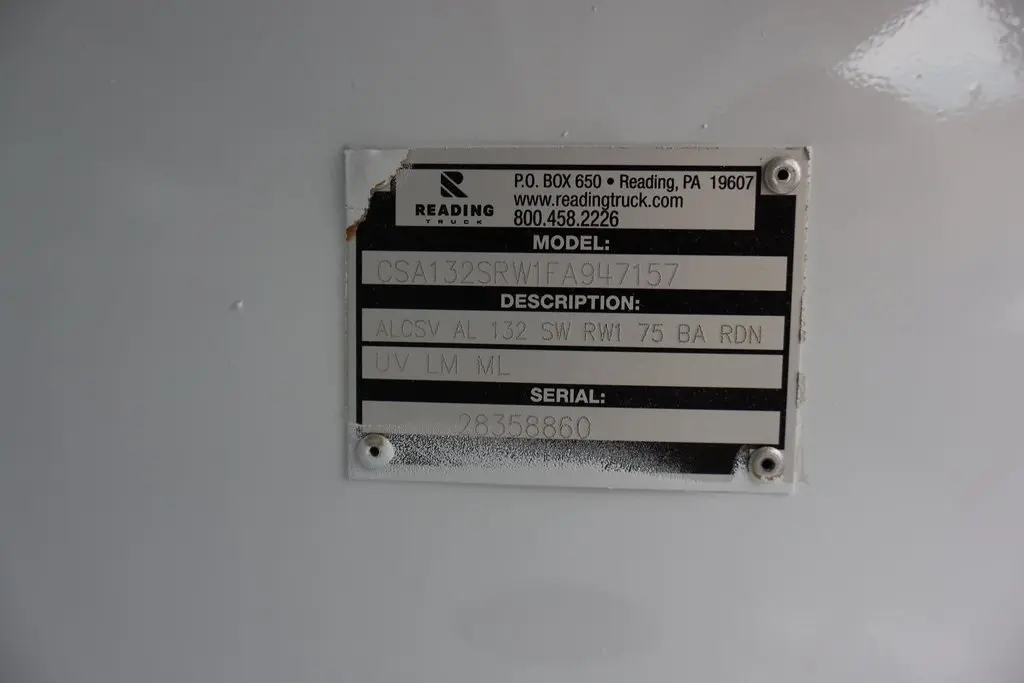 P.O. BOX 650 • Reading, PA 19607
www.readingtruck.com
800.458.2226
READING
TRUCK
MODEL:
CSA132SRW1FA947157
DESCRIPTION:
ALCSV AL 132 SW RW1 75 BA RDN
UV LM ML
SERIAL:
28358860